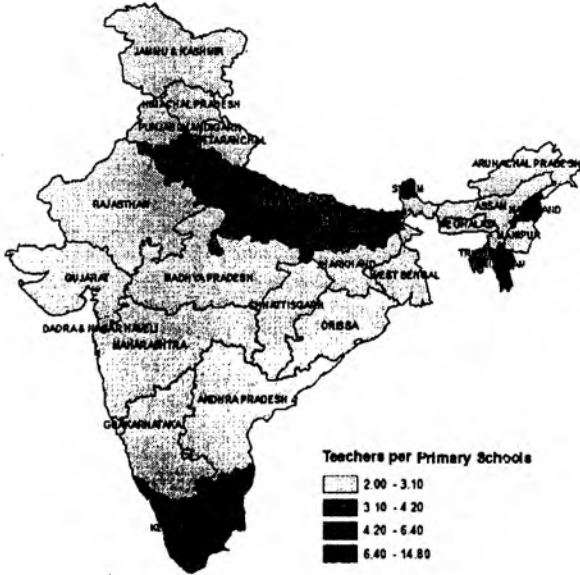 JAMMU & KASHMIR
HIMACHAL PRADESH
ARUNACHAL PRADESH
RAJASTHAN
ASSAM
MEGHALAYA
MANIPUR
GUJARAT
MADHYA PRADESH
JHARKHAND
WEST BENGAL
CHHATTISGARH
ORISSA
DADRA & NAGAR HAVELI
MAHARASHTRA
ANDHRA PRADESH
KARNATAKA
Teachers per Primary Schools
2.00 - 3.10
3.10 - 4.20
4.20 - 6.40
6.40 - 14.80